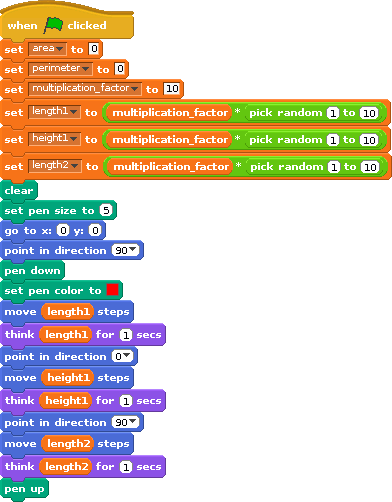 when clicked
set area to 0
set perimeter to 0
set multiplication_factor to 10
set length1 to multiplication_factor * pick random 1 to 10
set height1 to multiplication_factor * pick random 1 to 10
set length2 to multiplication_factor * pick random 1 to 10
clear
set pen size to 5
go to x: 0 y: 0
point in direction 90
pen down
set pen color to
move length1 steps
think length1 for 1 secs
point in direction 0
move height1 steps
think height1 for 1 secs
point in direction 90
move length2 steps
think length2 for 1 secs
pen up